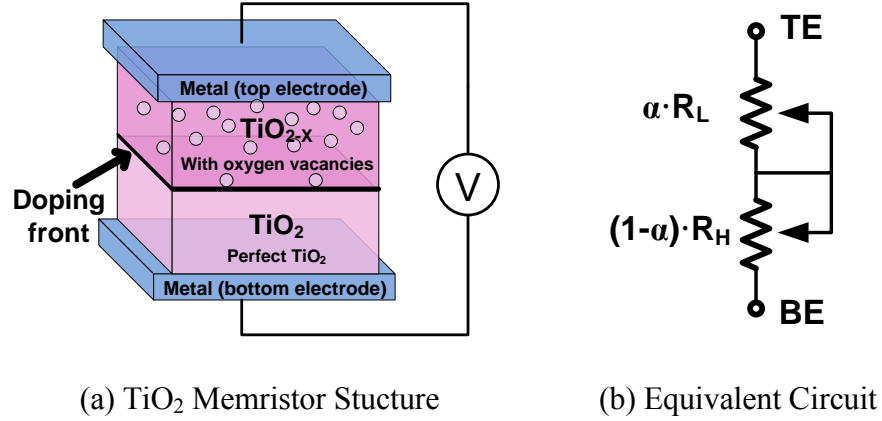 Metal (top electrode)
TiO2-X
With oxygen vacancies
Doping
front
TiO2
Perfect TiO2
Metal (bottom electrode)
V
TE
α·RL
(1-α)·RH
BE
(a) TiO2 Memristor Stucture
(b) Equivalent Circuit